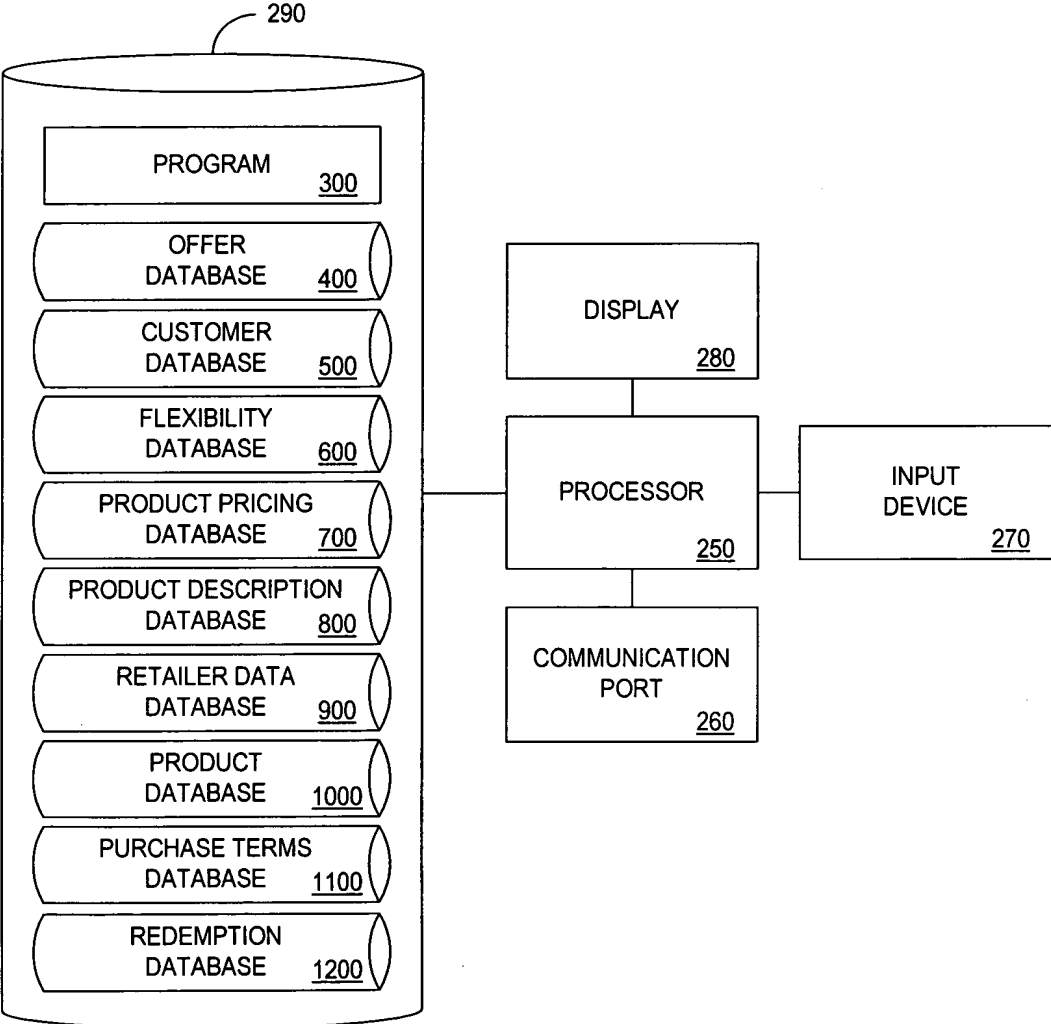 290
PROGRAM
300
OFFER
DATABASE
400
CUSTOMER
DATABASE
500
FLEXIBILITY
DATABASE
600
PRODUCT PRICING
DATABASE
700
PRODUCT DESCRIPTION
DATABASE
800
RETAILER DATA
DATABASE
900
PRODUCT
DATABASE
1000
PURCHASE TERMS
DATABASE
1100
REDEMPTION
DATABASE
1200
DISPLAY
280
PROCESSOR
250
INPUT
DEVICE
270
COMMUNICATION
PORT
260